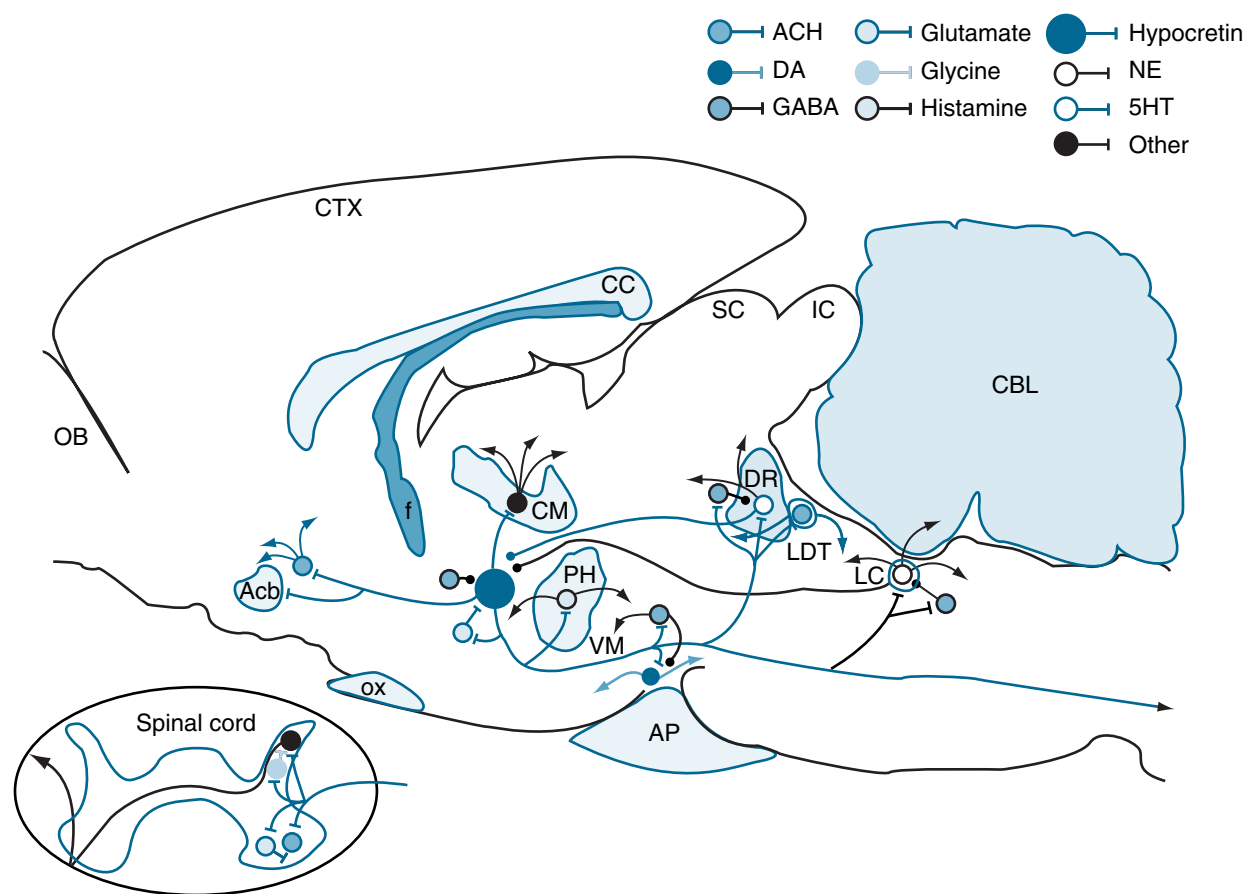 ACH Glutamate Hypocretin
DA Glycine NE
GABA Histamine 5HT
Other
CTX
CC
SC IC
CBL
OB
DR
f
CM
LDT
PH
LC
Acb
VM
ox
Spinal cord
AP